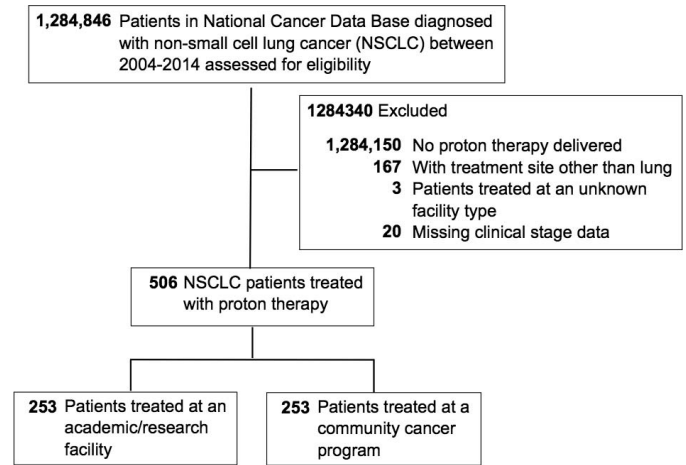 1,284,846 Patients in National Cancer Data Base diagnosed
with non-small cell lung cancer (NSCLC) between
2004-2014 assessed for eligibility
1284340 Excluded
1,284,150 No proton therapy delivered
167 With treatment site other than lung
3 Patients treated at an unknown
facility type
20 Missing clinical stage data
506 NSCLC patients treated
with proton therapy
253 Patients treated at an
academic/research
facility
253 Patients treated at a
community cancer
program